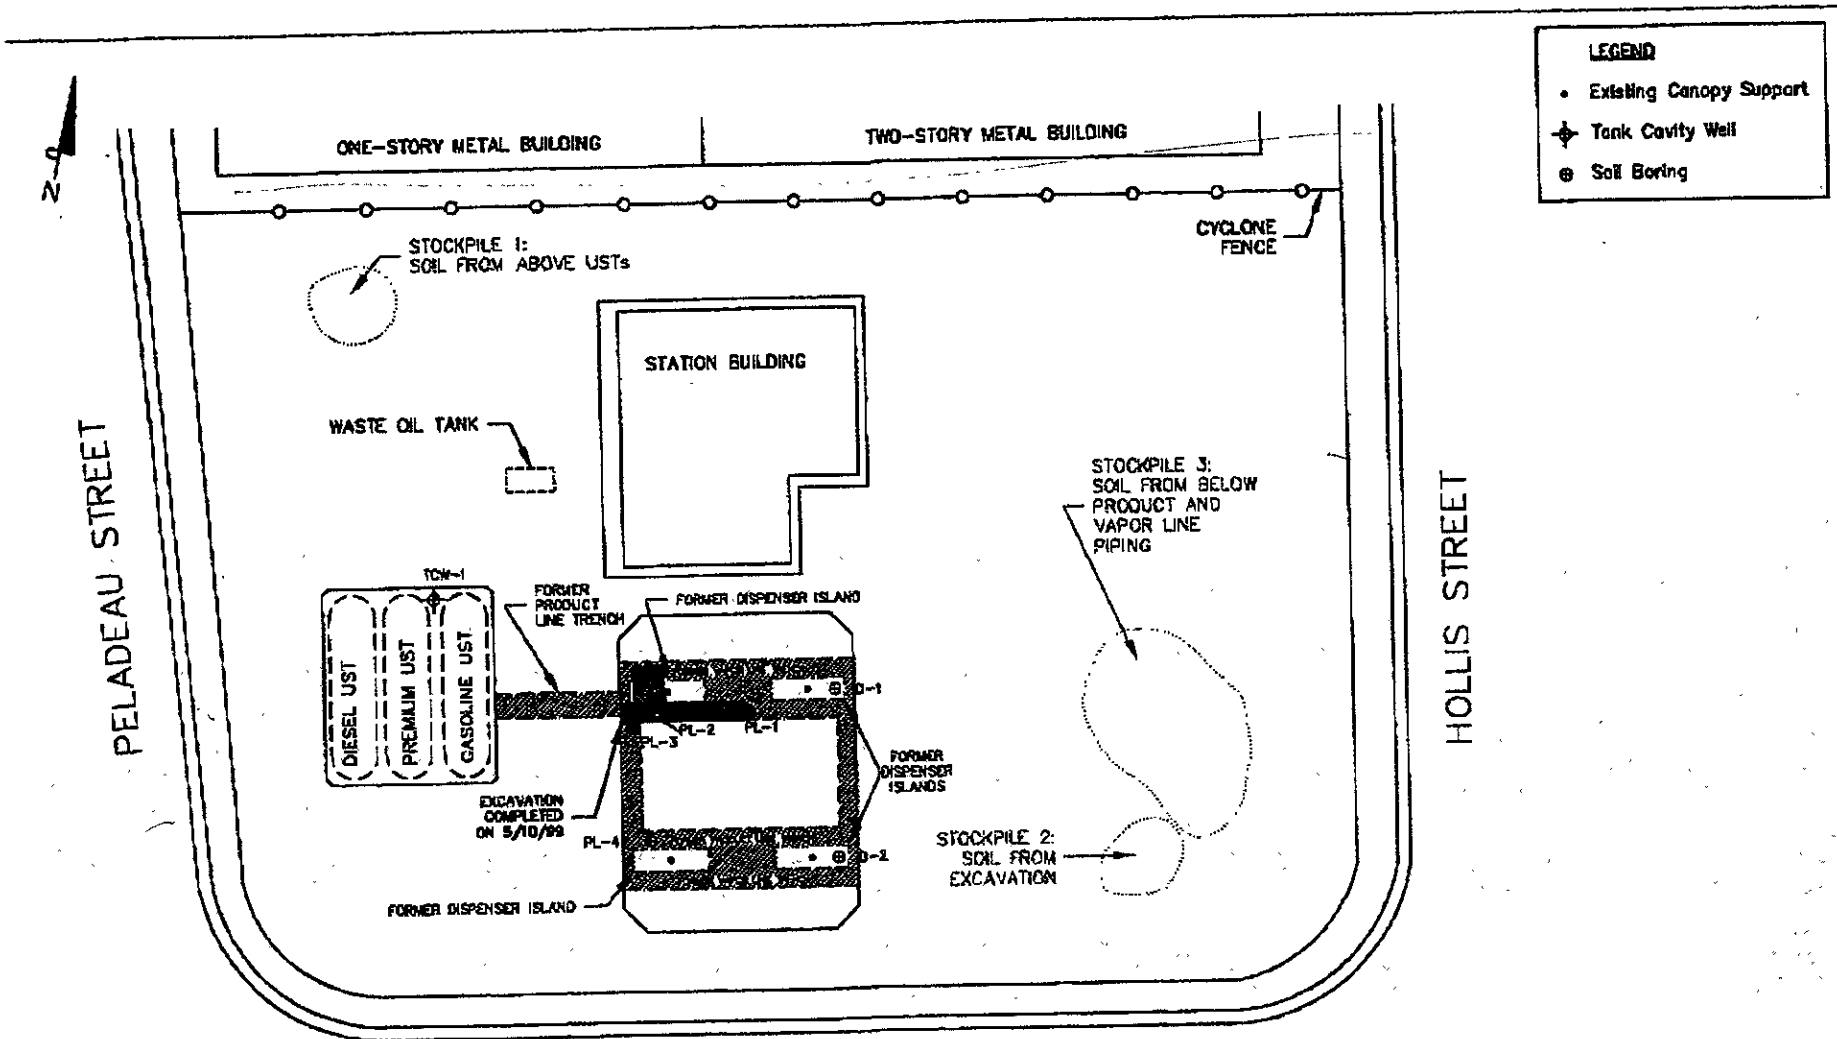 LEGEND
Existing Canopy Support
Tank Cavity Well
Soil Boring
N
ONE-STORY METAL BUILDING
TWO-STORY METAL BUILDING
CYCLONE
FENCE
STOCKPILE 1:
SOIL FROM ABOVE USTs
STATION BUILDING
WASTE OIL TANK
STOCKPILE 3:
SOIL FROM BELOW
PRODUCT AND
VAPOR LINE
PIPING
PELADEAU STREET
HOLLIS STREET
TCW-1
FORMER
PRODUCT
LINE TRENCH
FORMER DISPENSER ISLAND
DIESEL UST
PREMIUM UST
GASOLINE UST
D-1
PL-2
PL-1
PL-3
FORMER
DISPENSER
ISLANDS
EXCAVATION
COMPLETED
ON 5/10/99
PL-4
D-2
STOCKPILE 2:
SOIL FROM
EXCAVATION
FORMER DISPENSER ISLAND